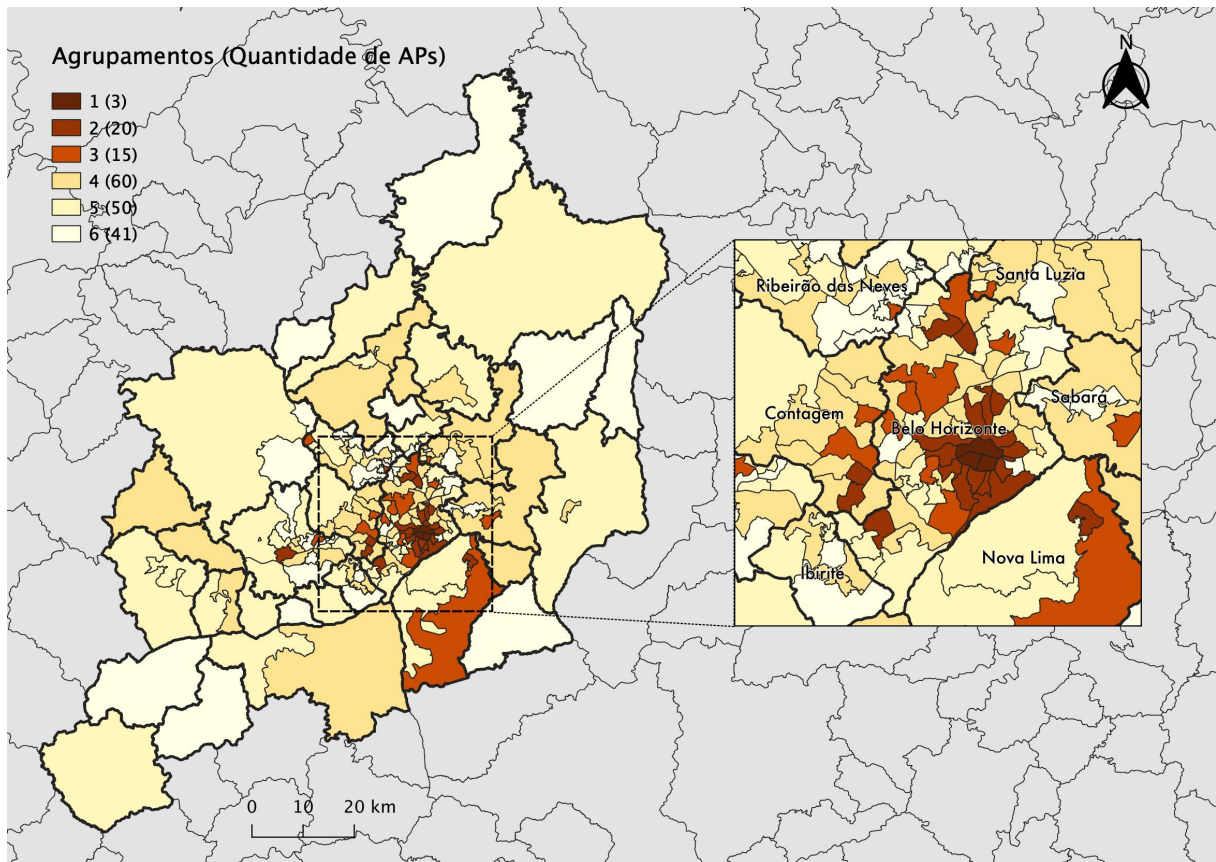 Agrupamentos (Quantidade de APs)
1 (3)
2 (20)
3 (15)
4 (60)
5 (50)
6 (41)
N
Ribeirão das Neves
Santa Luzia
Contagem
Sabará
Belo Horizonte
Nova Lima
Ibirité
0 10 20 km